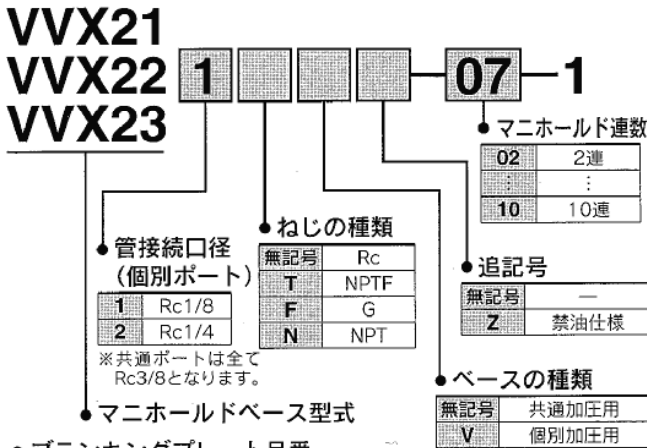 VVX21
VVX22 1 - 07 - 1
VVX23
マニホールド連数
02 2連
⋮ ⋮
10 10連
ねじの種類
無記号 Rc
T NPTF
F G
N NPT
管接続口径
(個別ポート)
1 Rc1/8
2 Rc1/4
※共通ポートは全て
Rc3/8となります。
追記号
無記号 —
Z 禁油仕様
ベースの種類
無記号 共通加圧用
V 個別加圧用
マニホールドベース型式